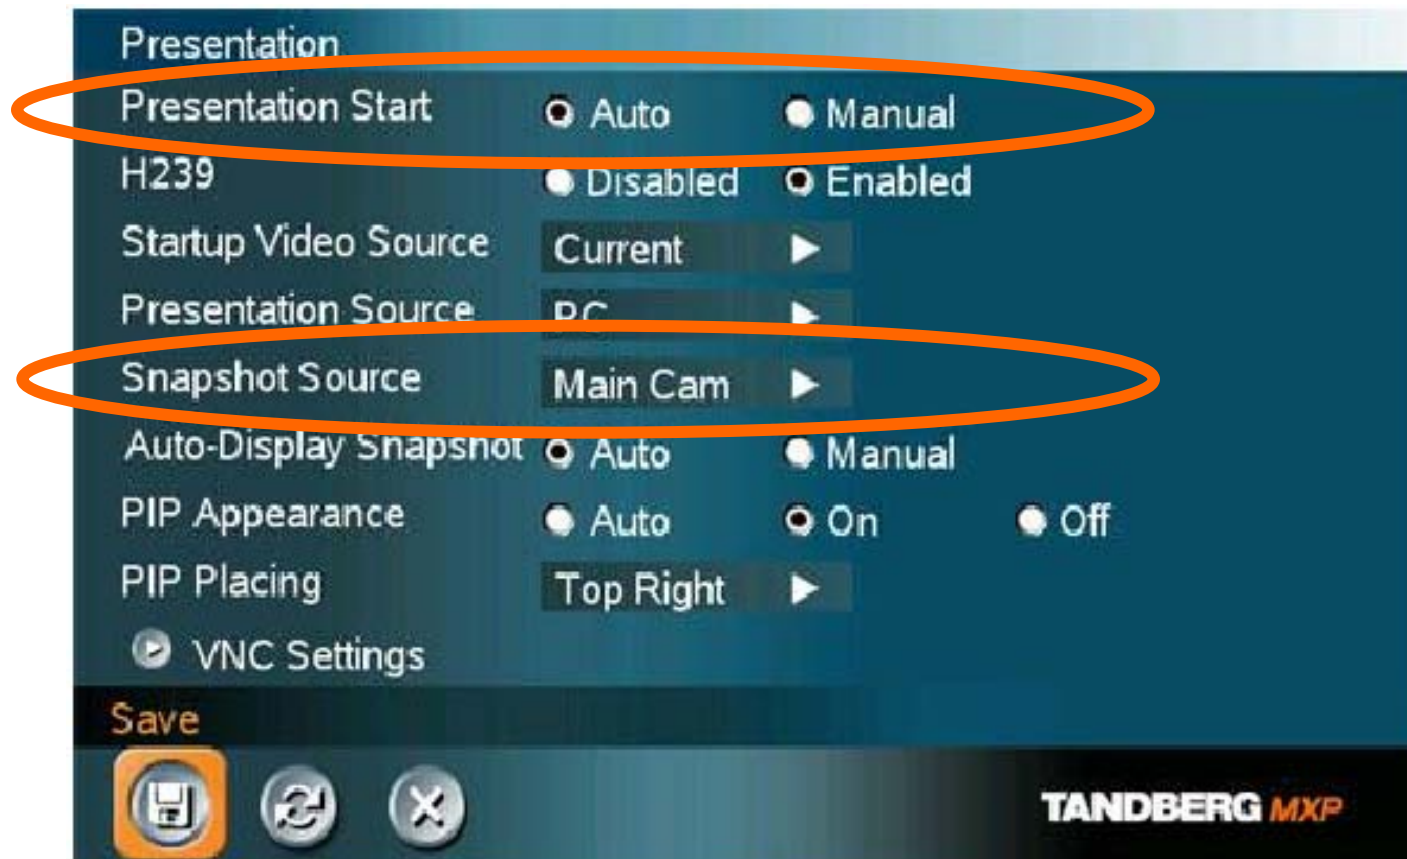 Presentation
Presentation Start Auto Manual
H239 Disabled Enabled
Startup Video Source Current
Presentation Source PC
Snapshot Source Main Cam
Auto-Display Snapshot Auto Manual
PIP Appearance Auto On Off
PIP Placing Top Right
VNC Settings
Save
TANDBERG MXP